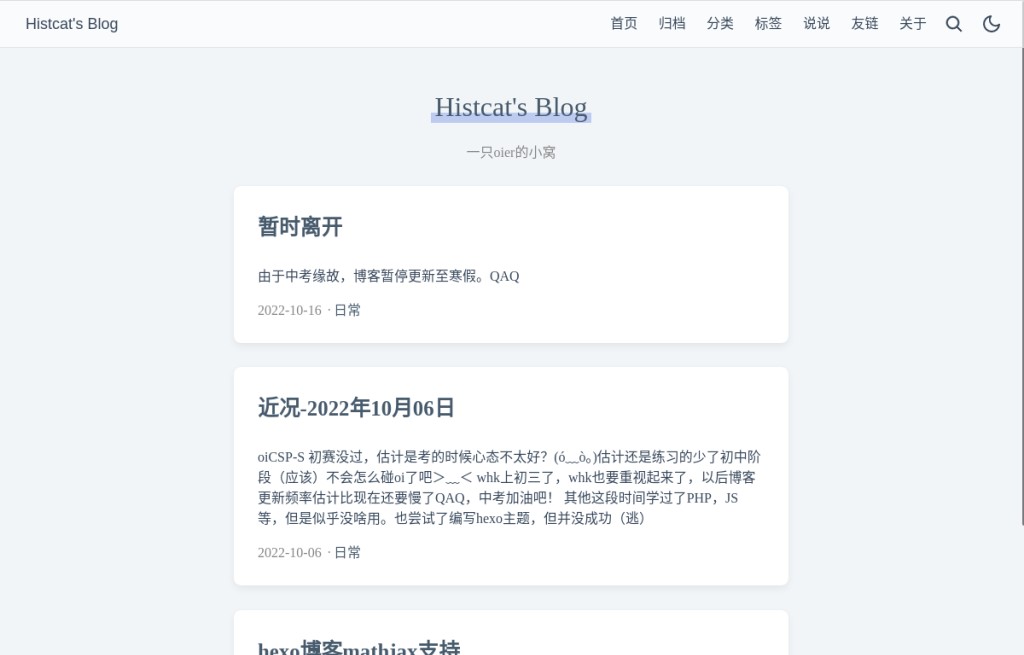 Histcat's Blog
首页 归档 分类 标签 说说 友链 关于
Histcat's Blog
一只oier的小窝
暂时离开
由于中考缘故，博客暂停更新至寒假。QAQ
2022-10-16 · 日常
近况-2022年10月06日
oiCSP-S 初赛没过，估计是考的时候心态不太好？(ó﹏ò｡)估计还是练习的少了初中阶
段（应该）不会怎么碰oi了吧＞﹏＜ whk上初三了，whk也要重视起来了，以后博客
更新频率估计比现在还要慢了QAQ，中考加油吧！ 其他这段时间学过了PHP，JS
等，但是似乎没啥用。也尝试了编写hexo主题，但并没成功（逃）
2022-10-06 · 日常
hexo博客mathjax支持